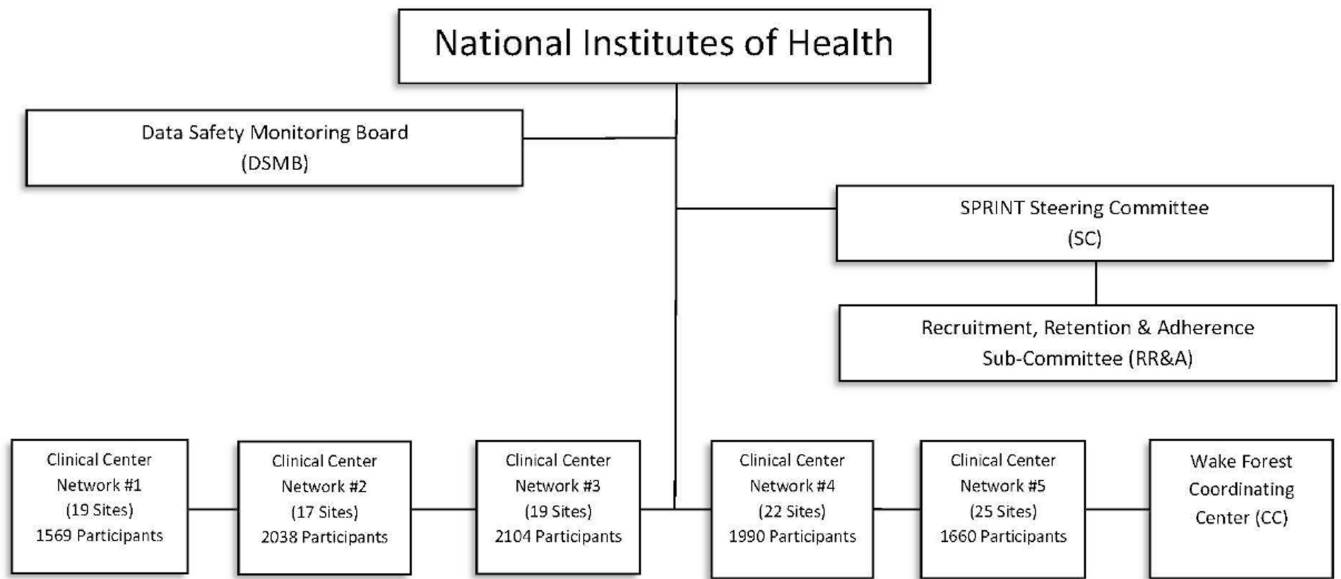 National Institutes of Health
Data Safety Monitoring Board
(DSMB)
SPRINT Steering Committee
(SC)
Recruitment, Retention & Adherence
Sub-Committee (RR&A)
Clinical Center
Network #1
(19 Sites)
1569 Participants
Clinical Center
Network #2
(17 Sites)
2038 Participants
Clinical Center
Network #3
(19 Sites)
2104 Participants
Clinical Center
Network #4
(22 Sites)
1990 Participants
Clinical Center
Network #5
(25 Sites)
1660 Participants
Wake Forest
Coordinating
Center (CC)